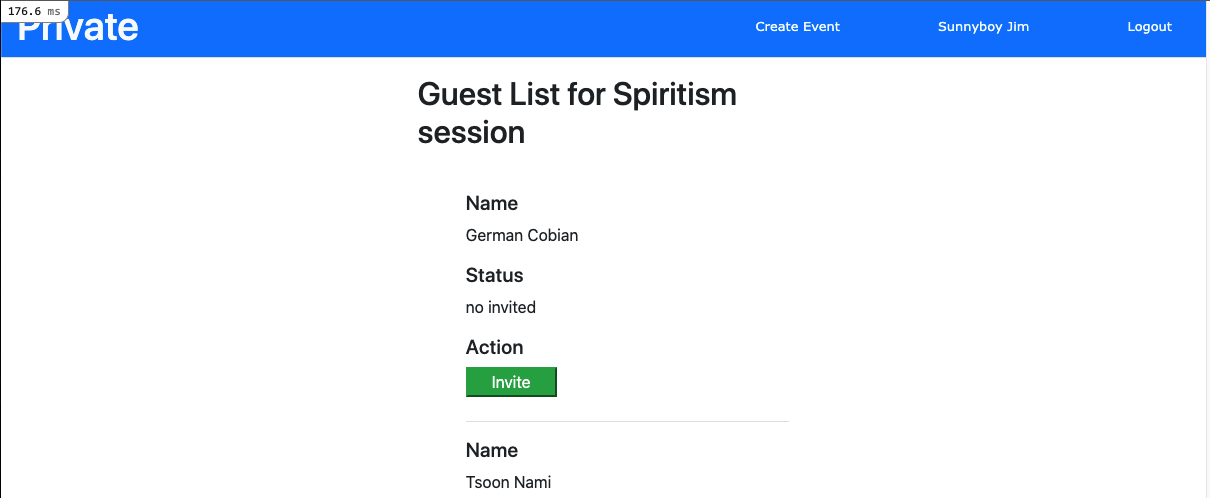 176.6 ms
Private
Create Event
Sunnyboy Jim
Logout
Guest List for Spiritism
session
Name
German Cobian
Status
no invited
Action
Invite
Name
Tsoon Nami